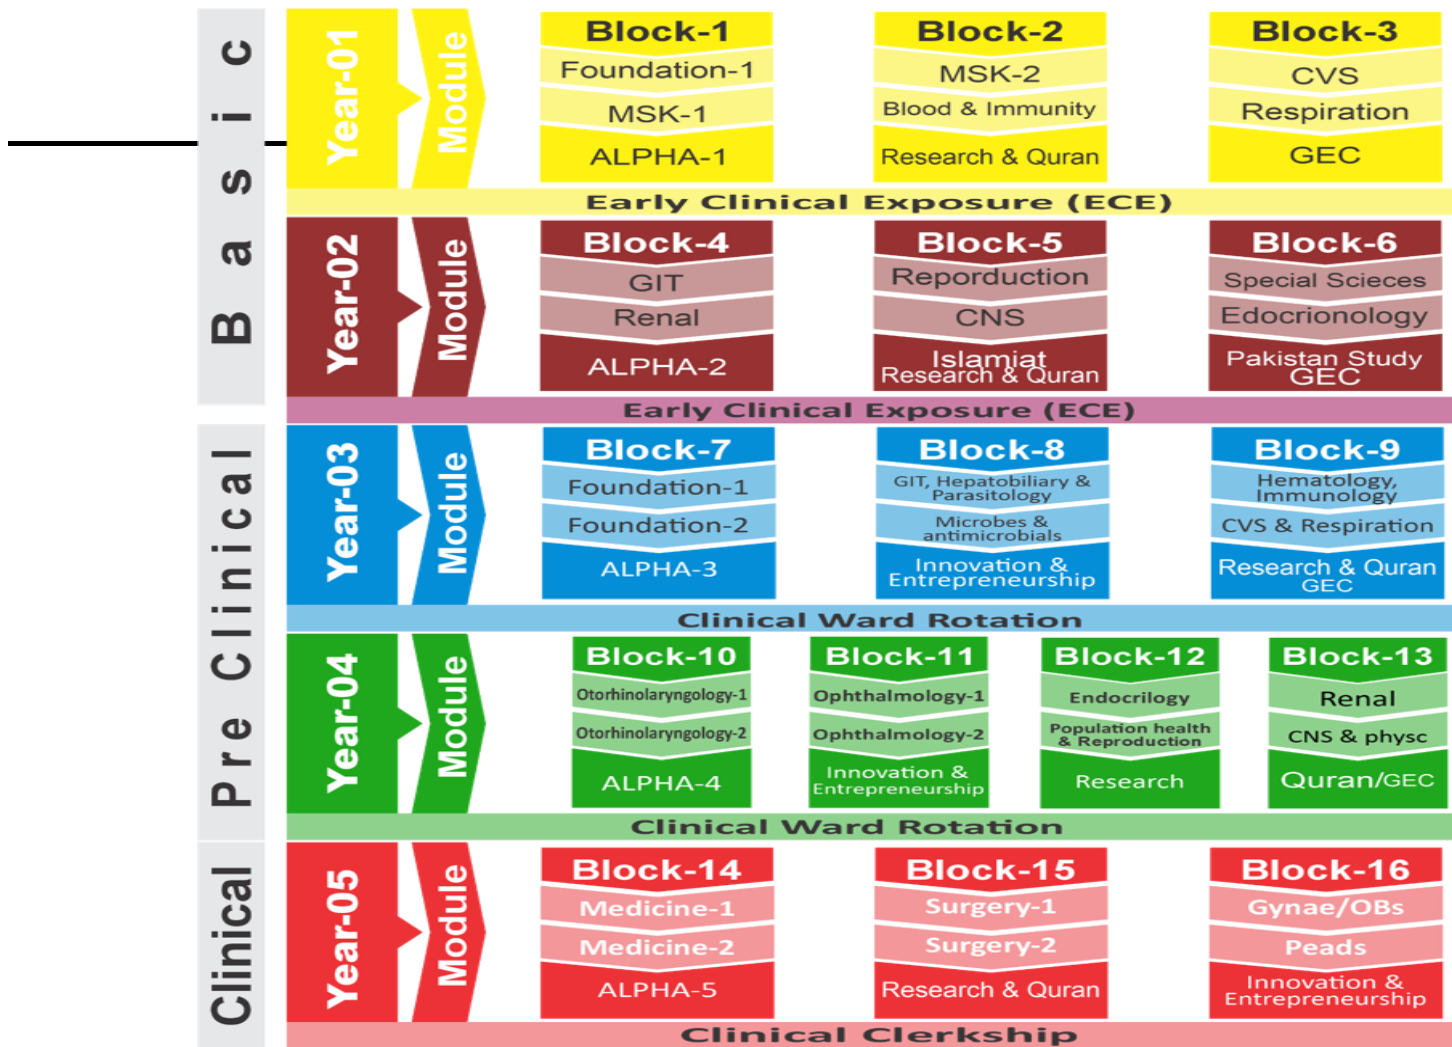 Basic
Year-01
Module
Block-1
Foundation-1
MSK-1
ALPHA-1
Block-2
MSK-2
Blood & Immunity
Research & Quran
Block-3
CVS
Respiration
GEC
Early Clinical Exposure (ECE)
Year-02
Module
Block-4
GIT
Renal
ALPHA-2
Block-5
Reporduction
CNS
Islamiat
Research & Quran
Block-6
Special Scieces
Edocrionology
Pakistan Study
GEC
Early Clinical Exposure (ECE)
Pre Clinical
Year-03
Module
Block-7
Foundation-1
Foundation-2
ALPHA-3
Block-8
GIT, Hepatobiliary &
Parasitology
Microbes &
antimicrobials
Innovation &
Entrepreneurship
Block-9
Hematology,
Immunology
CVS & Respiration
Research & Quran
GEC
Clinical Ward Rotation
Year-04
Module
Block-10
Otorhinolaryngology-1
Otorhinolaryngology-2
ALPHA-4
Block-11
Ophthalmology-1
Ophthalmology-2
Innovation &
Entrepreneurship
Block-12
Endocrilogy
Population health
& Reproduction
Research
Block-13
Renal
CNS & physc
Quran/GEC
Clinical Ward Rotation
Clinical
Year-05
Module
Block-14
Medicine-1
Medicine-2
ALPHA-5
Block-15
Surgery-1
Surgery-2
Research & Quran
Block-16
Gynae/OBs
Peads
Innovation &
Entrepreneurship
Clinical Clerkship